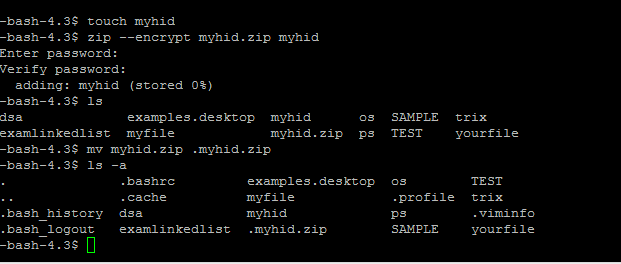 -bash-4.3$ touch myhid
-bash-4.3$ zip --encrypt myhid.zip myhid
Enter password:
Verify password:
  adding: myhid (stored 0%)
-bash-4.3$ ls
dsa             examples.desktop  myhid      os  SAMPLE  trix
examlinkedlist  myfile            myhid.zip  ps  TEST    yourfile
-bash-4.3$ mv myhid.zip .myhid.zip
-bash-4.3$ ls -a
.              .bashrc         examples.desktop  os        TEST
..             .cache          myfile            .profile  trix
.bash_history  dsa             myhid             ps        .viminfo
.bash_logout   examlinkedlist  .myhid.zip        SAMPLE    yourfile
-bash-4.3$